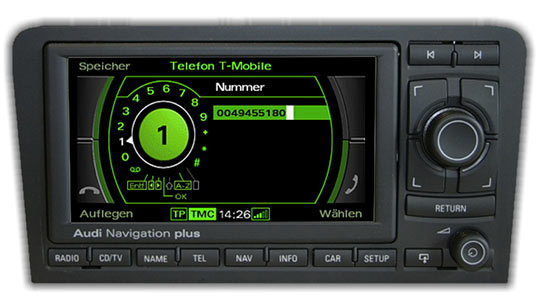 Speicher Telefon T-Mobile
Nummer
0049455180
0 1 2 3 4 5 6 7 8 9 + * #
1
Entf A-Z
OK
Auflegen TP TMC 14:26 Wählen
RETURN
Audi Navigation plus
RADIO CD/TV NAME TEL NAV INFO CAR SETUP